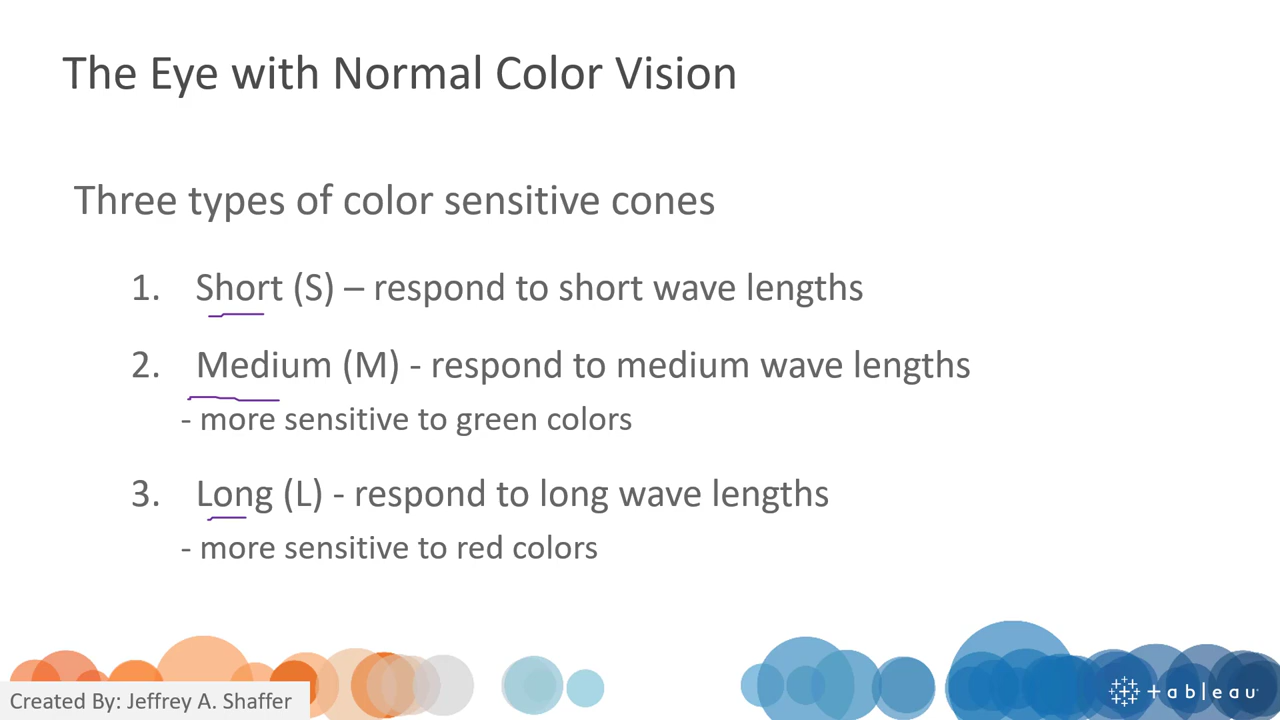 The Eye with Normal Color Vision
Three types of color sensitive cones
1. Short (S) – respond to short wave lengths
2. Medium (M) - respond to medium wave lengths
- more sensitive to green colors
3. Long (L) - respond to long wave lengths
- more sensitive to red colors
Created By: Jeffrey A. Shaffer
tableau